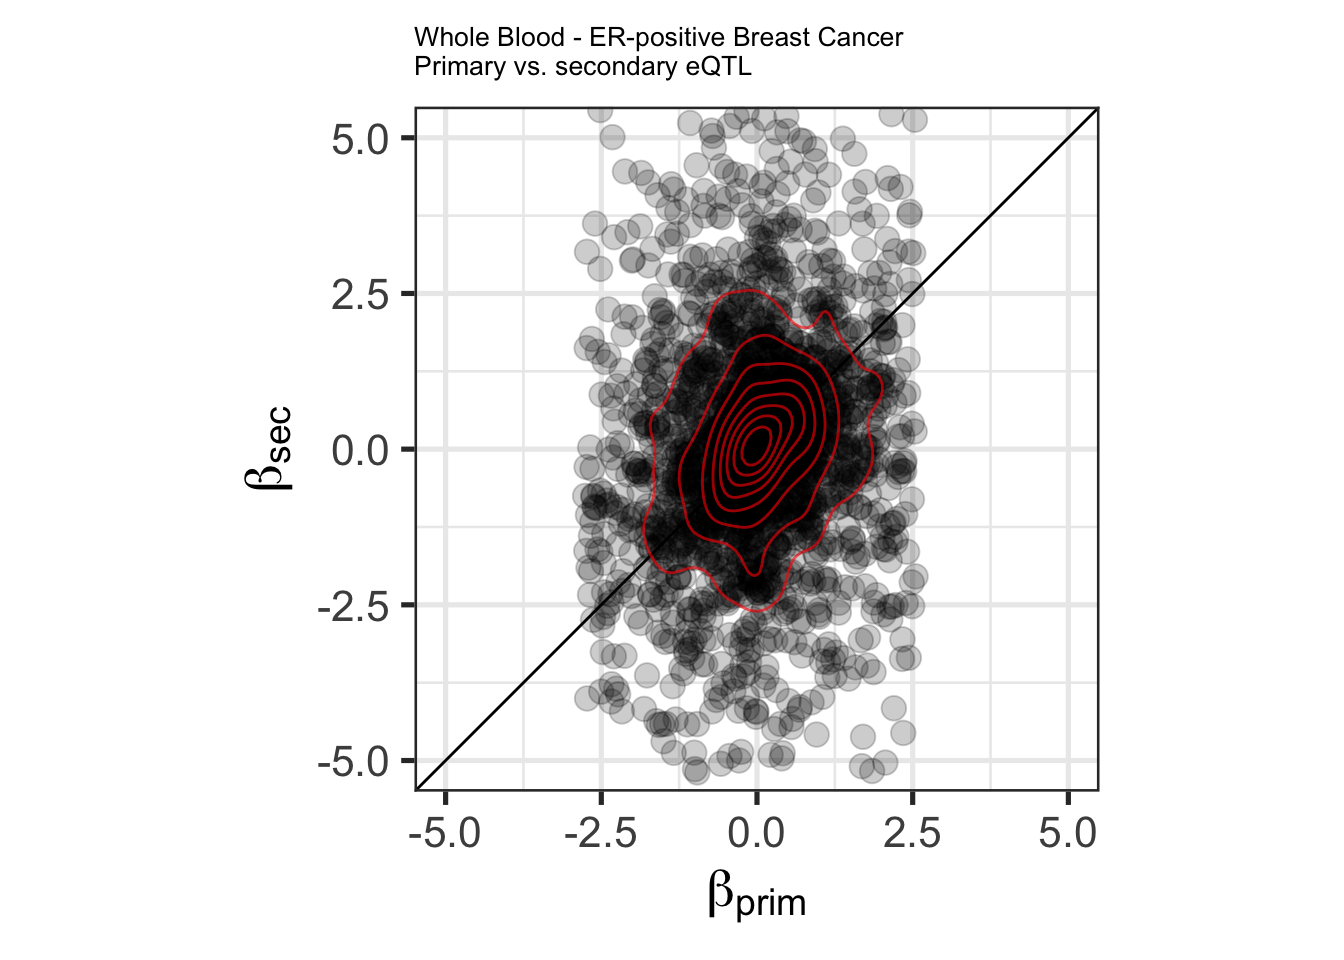 Whole Blood - ER-positive Breast Cancer
Primary vs. secondary eQTL
5.0
2.5
0.0
-2.5
-5.0
βsec
-5.0 -2.5 0.0 2.5 5.0
βprim